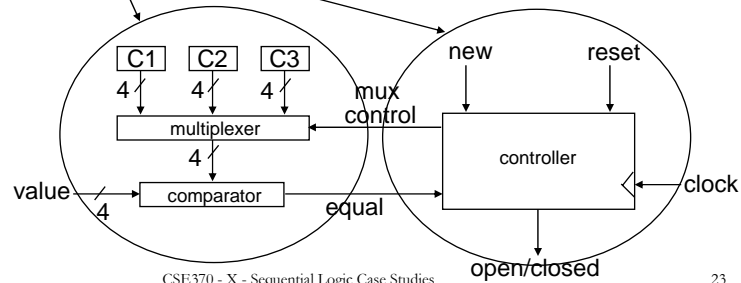 C1 C2 C3
new reset
4 4 4
mux
control
multiplexer
controller
4
value 4
comparator
equal
clock
open/closed
CSE370 - X - Sequential Logic Case Studies 23